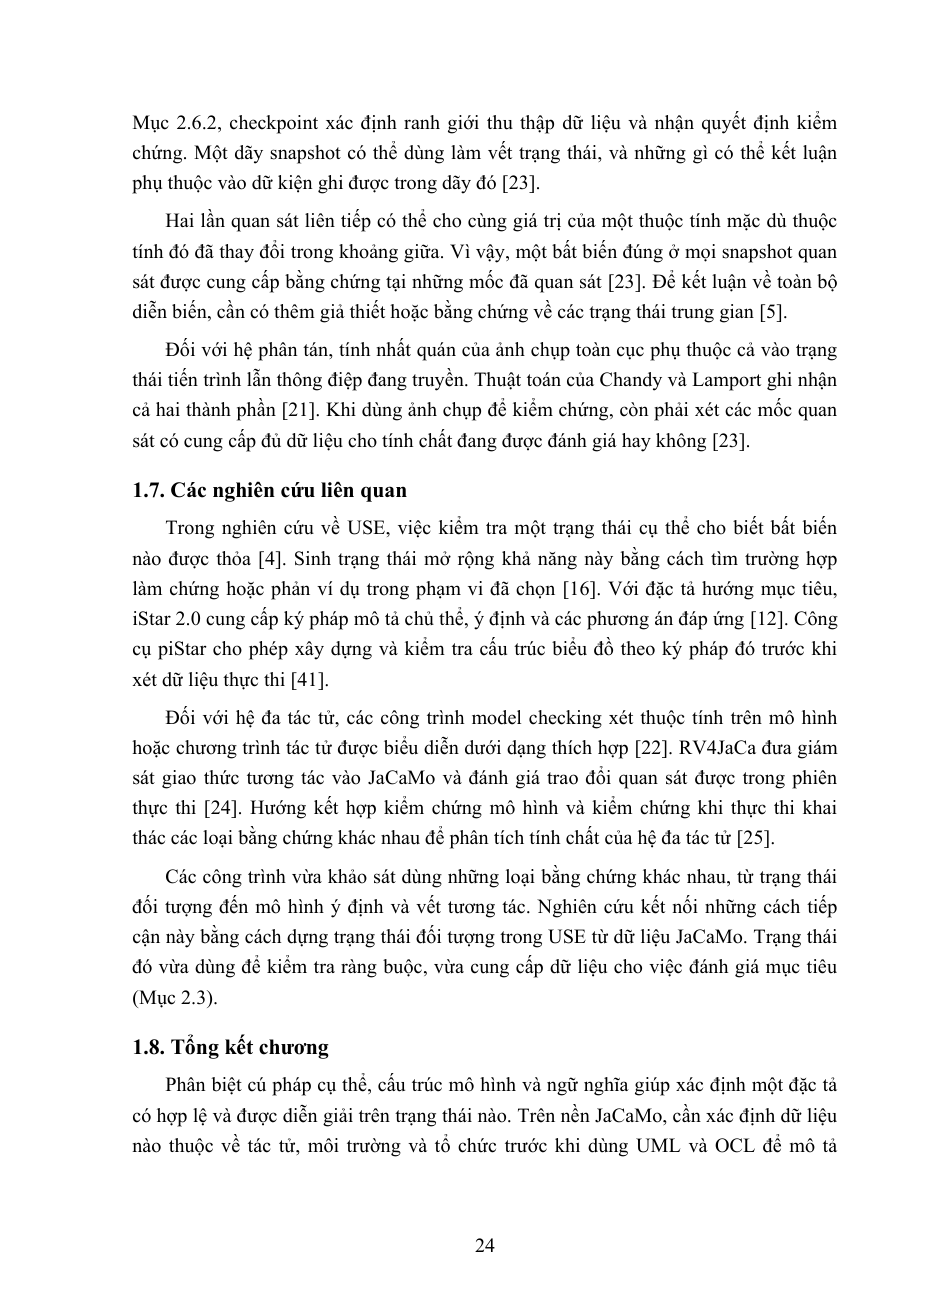 Mục 2.6.2, checkpoint xác định ranh giới thu thập dữ liệu và nhận quyết định kiểm
chứng. Một dãy snapshot có thể dùng làm vết trạng thái, và những gì có thể kết luận
phụ thuộc vào dữ kiện ghi được trong dãy đó [23].
Hai lần quan sát liên tiếp có thể cho cùng giá trị của một thuộc tính mặc dù thuộc
tính đó đã thay đổi trong khoảng giữa. Vì vậy, một bất biến đúng ở mọi snapshot quan
sát được cung cấp bằng chứng tại những mốc đã quan sát [23]. Để kết luận về toàn bộ
diễn biến, cần có thêm giả thiết hoặc bằng chứng về các trạng thái trung gian [5].
Đối với hệ phân tán, tính nhất quán của ảnh chụp toàn cục phụ thuộc cả vào trạng
thái tiến trình lẫn thông điệp đang truyền. Thuật toán của Chandy và Lamport ghi nhận
cả hai thành phần [21]. Khi dùng ảnh chụp để kiểm chứng, còn phải xét các mốc quan
sát có cung cấp đủ dữ liệu cho tính chất đang được đánh giá hay không [23].
1.7. Các nghiên cứu liên quan
Trong nghiên cứu về USE, việc kiểm tra một trạng thái cụ thể cho biết bất biến
nào được thỏa [4]. Sinh trạng thái mở rộng khả năng này bằng cách tìm trường hợp
làm chứng hoặc phản ví dụ trong phạm vi đã chọn [16]. Với đặc tả hướng mục tiêu,
iStar 2.0 cung cấp ký pháp mô tả chủ thể, ý định và các phương án đáp ứng [12]. Công
cụ piStar cho phép xây dựng và kiểm tra cấu trúc biểu đồ theo ký pháp đó trước khi
xét dữ liệu thực thi [41].
Đối với hệ đa tác tử, các công trình model checking xét thuộc tính trên mô hình
hoặc chương trình tác tử được biểu diễn dưới dạng thích hợp [22]. RV4JaCa đưa giám
sát giao thức tương tác vào JaCaMo và đánh giá trao đổi quan sát được trong phiên
thực thi [24]. Hướng kết hợp kiểm chứng mô hình và kiểm chứng khi thực thi khai
thác các loại bằng chứng khác nhau để phân tích tính chất của hệ đa tác tử [25].
Các công trình vừa khảo sát dùng những loại bằng chứng khác nhau, từ trạng thái
đối tượng đến mô hình ý định và vết tương tác. Nghiên cứu kết nối những cách tiếp
cận này bằng cách dựng trạng thái đối tượng trong USE từ dữ liệu JaCaMo. Trạng thái
đó vừa dùng để kiểm tra ràng buộc, vừa cung cấp dữ liệu cho việc đánh giá mục tiêu
(Mục 2.3).
1.8. Tổng kết chương
Phân biệt cú pháp cụ thể, cấu trúc mô hình và ngữ nghĩa giúp xác định một đặc tả
có hợp lệ và được diễn giải trên trạng thái nào. Trên nền JaCaMo, cần xác định dữ liệu
nào thuộc về tác tử, môi trường và tổ chức trước khi dùng UML và OCL để mô tả
24